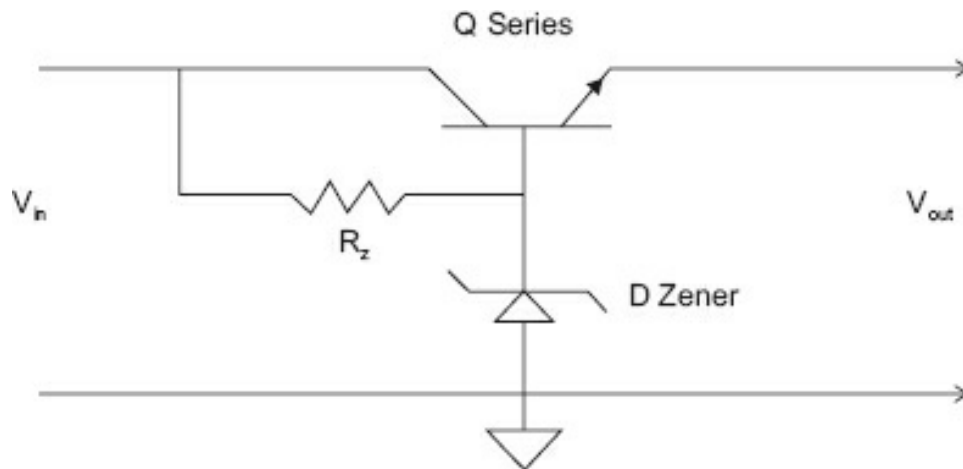 Q Series
V_in
R_z
V_out
D Zener